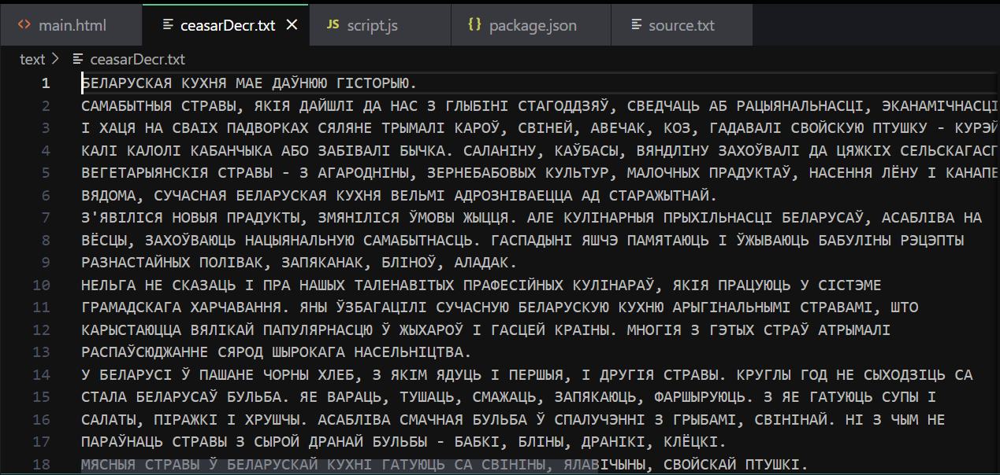 main.html ceasarDecr.txt script.js package.json source.txt
text > ceasarDecr.txt
1 БЕЛАРУСКАЯ КУХНЯ МАЕ ДАЎНЮЮ ГІСТОРЫЮ.
2 САМАБЫТНЫЯ СТРАВЫ, ЯКІЯ ДАЙШЛІ ДА НАС З ГЛЫБІНІ СТАГОДДЗЯЎ, СВЕДЧАЦЬ АБ РАЦЫЯНАЛЬНАСЦІ, ЭКАНАМІЧНАСЦІ
3 І ХАЦЯ НА СВАІХ ПАДВОРКАХ СЯЛЯНЕ ТРЫМАЛІ КАРОЎ, СВІНЕЙ, АВЕЧАК, КОЗ, ГАДАВАЛІ СВОЙСКУЮ ПТУШКУ - КУРЭЙ
4 КАЛІ КАЛОЛІ КАБАНЧЫКА АБО ЗАБІВАЛІ БЫЧКА. САЛАНІНУ, КАЎБАСЫ, ВЯНДЛІНУ ЗАХОЎВАЛІ ДА ЦЯЖКІХ
5 ВЕГЕТАРЫЯНСКІЯ СТРАВЫ - З АГАРОДНІНЫ, ЗЕРНЕБАБОВЫХ КУЛЬТУР, МАЛОЧНЫХ ПРАДУКТАЎ, НАСЕННЯ ЛЁНУ І
6 ВЯДОМА, СУЧАСНАЯ БЕЛАРУСКАЯ КУХНЯ ВЕЛЬМІ АДРОЗНІВАЕЦЦА АД СТАРАЖЫТНАЙ.
7 З'ЯВІЛІСЯ НОВЫЯ ПРАДУКТЫ, ЗМЯНІЛІСЯ ЎМОВЫ ЖЫЦЦЯ. АЛЕ КУЛІНАРНЫЯ ПРЫХІЛЬНАСЦІ БЕЛАРУСАЎ, АСАБЛІВА НА
8 ВЁСЦЫ, ЗАХОЎВАЮЦЬ НАЦЫЯНАЛЬНУЮ САМАБЫТНАСЦЬ. ГАСПАДЫНІ ЯШЧЭ ПАМЯТАЮЦЬ І ЎЖЫВАЮЦЬ БАБУЛІНЫ РЭЦЭПТЫ
9 РАЗНАСТАЙНЫХ ПОЛІВАК, ЗАПЯКАНАК, БЛІНОЎ, АЛАДАК.
10 НЕЛЬГА НЕ СКАЗАЦЬ І ПРА НАШЫХ ТАЛЕНАВІТЫХ ПРАФЕСІЙНЫХ КУЛІНАРАЎ, ЯКІЯ ПРАЦУЮЦЬ У СІСТЭМЕ
11 ГРАМАДСКАГА ХАРЧАВАННЯ. ЯНЫ ЎЗБАГАЦІЛІ СУЧАСНУЮ БЕЛАРУСКУЮ КУХНЮ АРЫГІНАЛЬНЫМІ СТРАВАМІ, ШТО
12 КАРЫСТАЮЦЦА ВЯЛІКАЙ ПАПУЛЯРНАСЦЮ Ў ЖЫХАРОЎ І ГАСЦЕЙ КРАІНЫ. МНОГІЯ З ГЭТЫХ СТРАЎ АТРЫМАЛІ
13 РАСПАЎСЮДЖАННЕ СЯРОД ШЫРОКАГА НАСЕЛЬНІЦТВА.
14 У БЕЛАРУСІ Ў ПАШАНЕ ЧОРНЫ ХЛЕБ, З ЯКІМ ЯДУЦЬ І ПЕРШЫЯ, І ДРУГІЯ СТРАВЫ. КРУГЛЫ ГОД НЕ СЫХОДЗІЦЬ СА
15 СТАЛА БЕЛАРУСАЎ БУЛЬБА. ЯЕ ВАРАЦЬ, ТУШАЦЬ, СМАЖАЦЬ, ЗАПЯКАЮЦЬ, ФАРШЫРУЮЦЬ. З ЯЕ ГАТУЮЦЬ СУПЫ І
16 САЛАТЫ, ПІРАЖКІ І ХРУШЧЫ. АСАБЛІВА СМАЧНАЯ БУЛЬБА Ў СПАЛУЧЭННІ З ГРЫБАМІ, СВІНІНАЙ. НІ З ЧЫМ НЕ
17 ПАРАЎНАЦЬ СТРАВЫ З СЫРОЙ ДРАНАЙ БУЛЬБЫ - БАБКІ, БЛІНЫ, ДРАНІКІ, КЛЁЦКІ.
18 МЯСНЫЯ СТРАВЫ Ў БЕЛАРУСКАЙ КУХНІ ГАТУЮЦЬ СА СВІНІНЫ, ЯЛАВІЧЫНЫ, СВОЙСКАЙ ПТУШКІ.